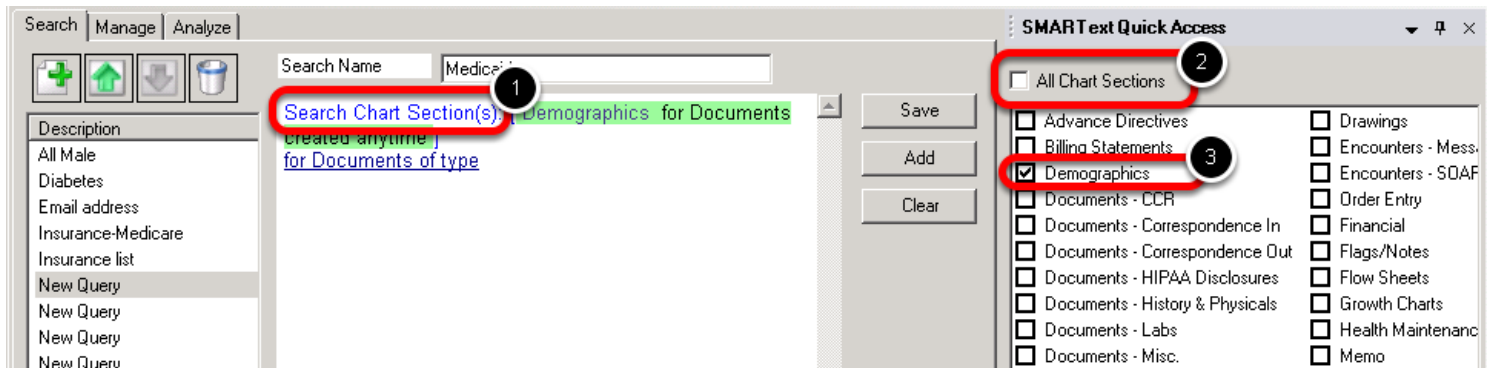 Search Manage Analyze
Search Name
1
Search Chart Section(s): [ Demographics for Documents
created anytime ]
for Documents of type
Save
Add
Clear
Description
All Male
Diabetes
Email address
Insurance-Medicare
Insurance list
New Query
New Query
New Query
New Query
SMARText Quick Access
2
All Chart Sections
Advance Directives
Billing Statements
3
Demographics
Documents - CCR
Documents - Correspondence In
Documents - Correspondence Out
Documents - HIPAA Disclosures
Documents - History & Physicals
Documents - Labs
Documents - Misc.
Drawings
Encounters - Mess
Encounters - SOAP
Order Entry
Financial
Flags/Notes
Flow Sheets
Growth Charts
Health Maintenanc
Memo